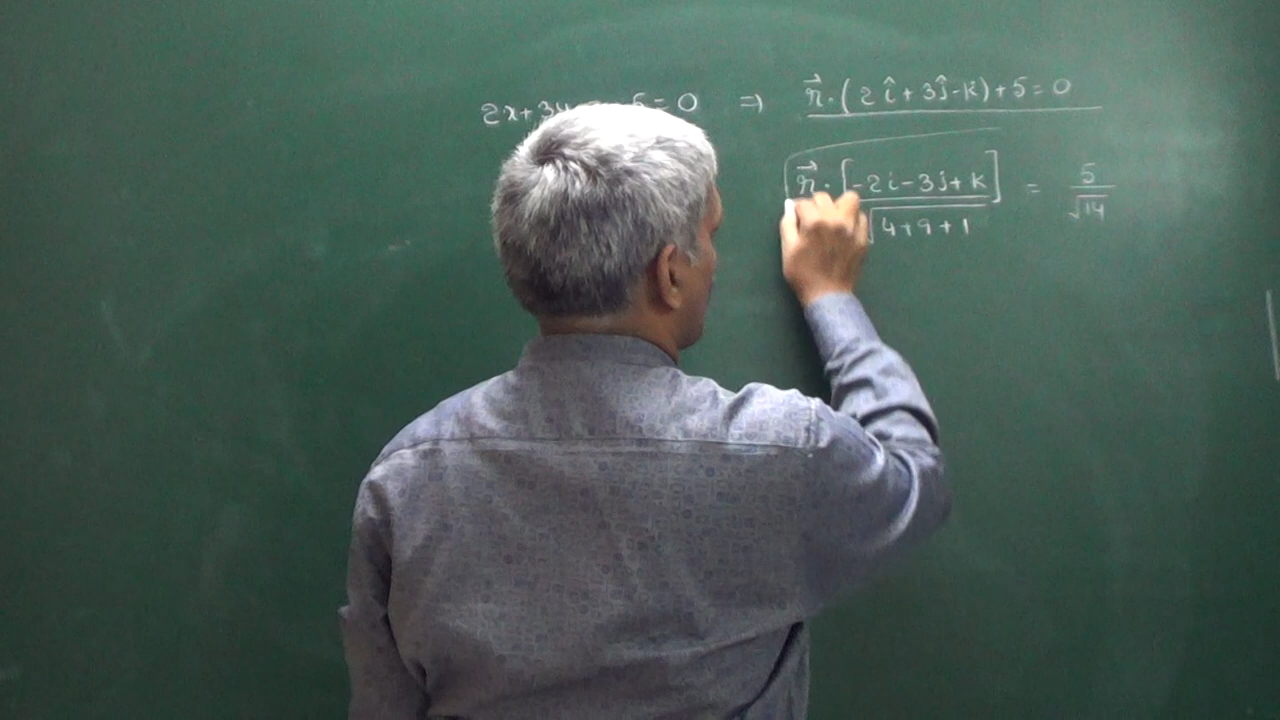 2x+3y 5=0 ⇒ r⃗·(2î+3ĵ-k)+5=0
r⃗·[-2i-3j+k] / √4+9+1 = 5/√14